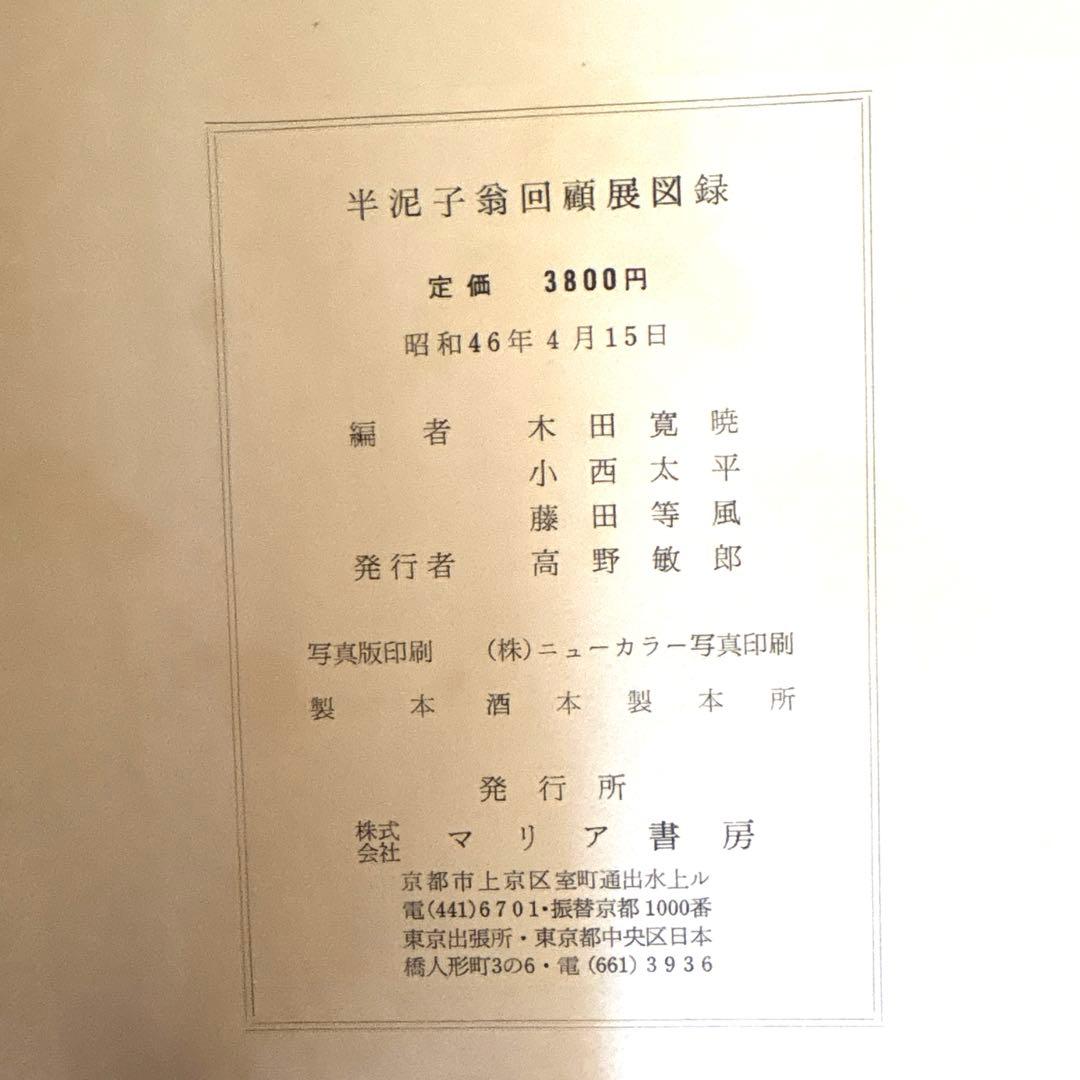 半泥子翁回顧展図録
定価 3800円
昭和46年4月15日
編者 木田寛暁
小西太平
藤田等風
発行者 高野敏郎
写真版印刷 (株)ニューカラー写真印刷
製本 酒本製本所
発行所
株式会社 マリア書房
京都市上京区室町通出水上ル
電(441)6701・振替京都1000番
東京出張所・東京都中央区日本
橋人形町3の6・電(661)3936